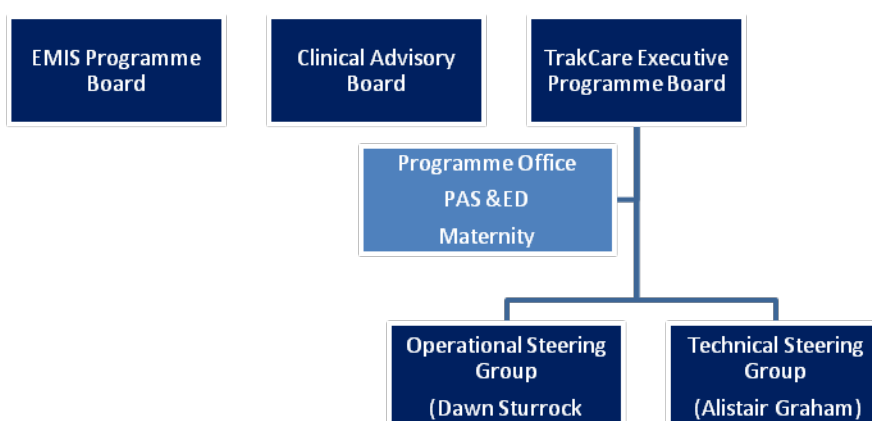 EMIS Programme
Board
Clinical Advisory
Board
TrakCare Executive
Programme Board
Programme Office
PAS &ED
Maternity
Operational Steering
Group
(Dawn Sturrock
Technical Steering
Group
(Alistair Graham)